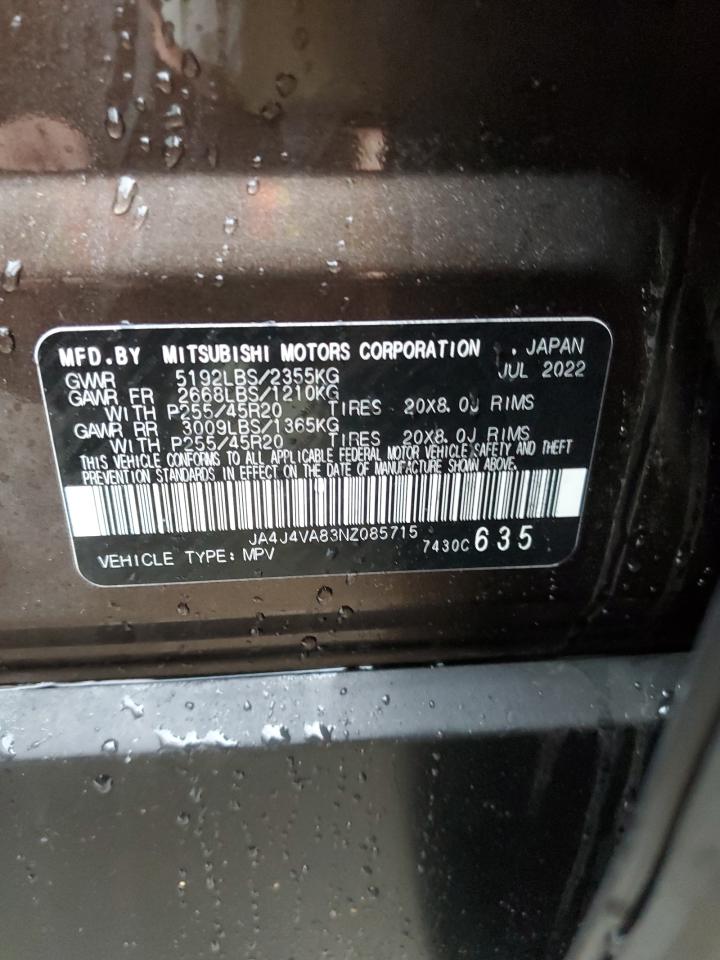 MFD.BY MITSUBISHI MOTORS CORPORATION . JAPAN
GVWR 5192LBS/2355KG JUL 2022
GAWR FR 2668LBS/1210KG
WITH P255/45R20 TIRES 20X8.0J RIMS
GAWR RR 3009LBS/1365KG
WITH P255/45R20 TIRES 20X8.0J RIMS
THIS VEHICLE CONFORMS TO ALL APPLICABLE FEDERAL MOTOR VEHICLE SAFETY AND THEFT
PREVENTION STANDARDS IN EFFECT ON THE DATE OF MANUFACTURE SHOWN ABOVE.
JA4J4VA83NZ085715
VEHICLE TYPE: MPV 7430C 635